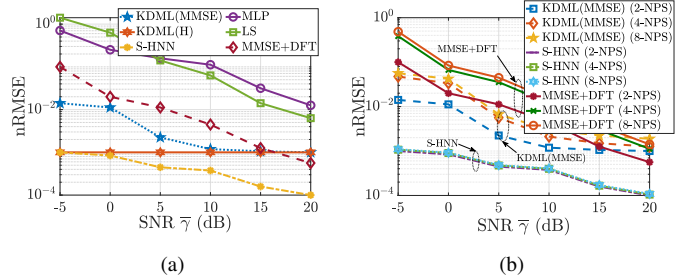 10^0
10^-2
10^-4
nRMSE
-5 0 5 10 15 20
SNR γ̅ (dB)
KDML(MMSE)
KDML(H)
S-HNN
MLP
LS
MMSE+DFT
(a)
10^0
10^-2
10^-4
nRMSE
-5 0 5 10 15 20
SNR γ̅ (dB)
MMSE+DFT
S-HNN
KDML(MMSE)
KDML(MMSE) (2-NPS)
KDML(MMSE) (4-NPS)
KDML(MMSE) (8-NPS)
S-HNN (2-NPS)
S-HNN (4-NPS)
S-HNN (8-NPS)
MMSE+DFT (2-NPS)
MMSE+DFT (4-NPS)
MMSE+DFT (8-NPS)
(b)